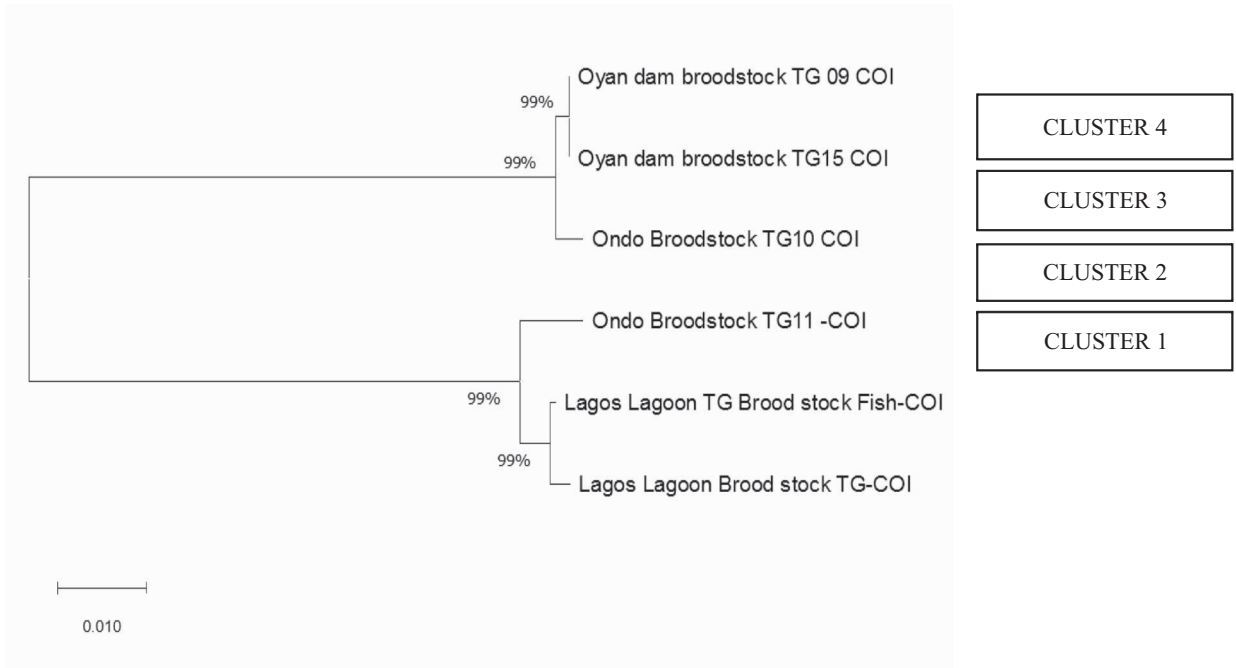 Oyan dam broodstock TG 09 COI
99%
99%
Oyan dam broodstock TG15 COI
Ondo Broodstock TG10 COI
Ondo Broodstock TG11 -COI
99%
Lagos Lagoon TG Brood stock Fish-COI
99%
Lagos Lagoon Brood stock TG-COI
0.010
CLUSTER 4
CLUSTER 3
CLUSTER 2
CLUSTER 1